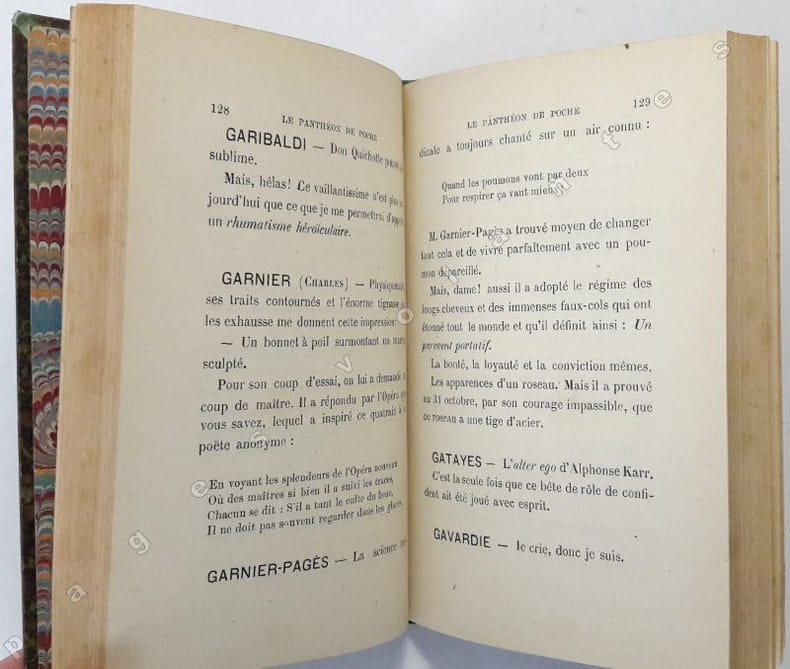 128
LE PANTHÉON DE POCHE
GARIBALDI — Don Quichotte
sublime.
Mais, hélas! Ce vaillantissime n'est plus
jourd'hui que ce que je me permettrai
un rhumatisme héroïculaire.
GARNIER (CHARLES) —
ses traits contournés et l'énorme tignasse
les exhausse me donnent cette impression:
— Un bonnet à poil surmontant un
sculpté.
Pour son coup d'essai, on lui a demandé
coup de maître. Il a répondu par l'Opéra
vous savez, lequel a inspiré ce quatrain à
poëte anonyme :
En voyant les splendeurs de l'Opéra nouveau
Où des maîtres si bien il a suivi les traces,
Chacun se dit : S'il a tant le culte du beau,
Il ne doit pas souvent regarder dans les glaces.
GARNIER-PAGÈS — La science
LE PANTHÉON DE POCHE
129
dicale a toujours chanté sur un air connu :
Quand les poumons vont par deux
Pour respirer ça vaut mieux
M. Garnier-Pagès a trouvé moyen de changer
tout cela et de vivre parfaitement avec un pou-
mon dépareillé.
Mais, dame! aussi il a adopté le régime des
longs cheveux et des immenses faux-cols qui ont
étonné tout le monde et qu'il définit ainsi : Un
paravent portatif.
La bonté, la loyauté et la conviction mêmes.
Les apparences d'un roseau. Mais il a prouvé
au 31 octobre, par son courage impassible, que
ce roseau a une tige d'acier.
GATAYES — L'alter ego d'Alphonse Karr.
C'est la seule fois que ce bête de rôle de confi-
dent ait été joué avec esprit.
GAVARDIE — Je crie, donc je suis.